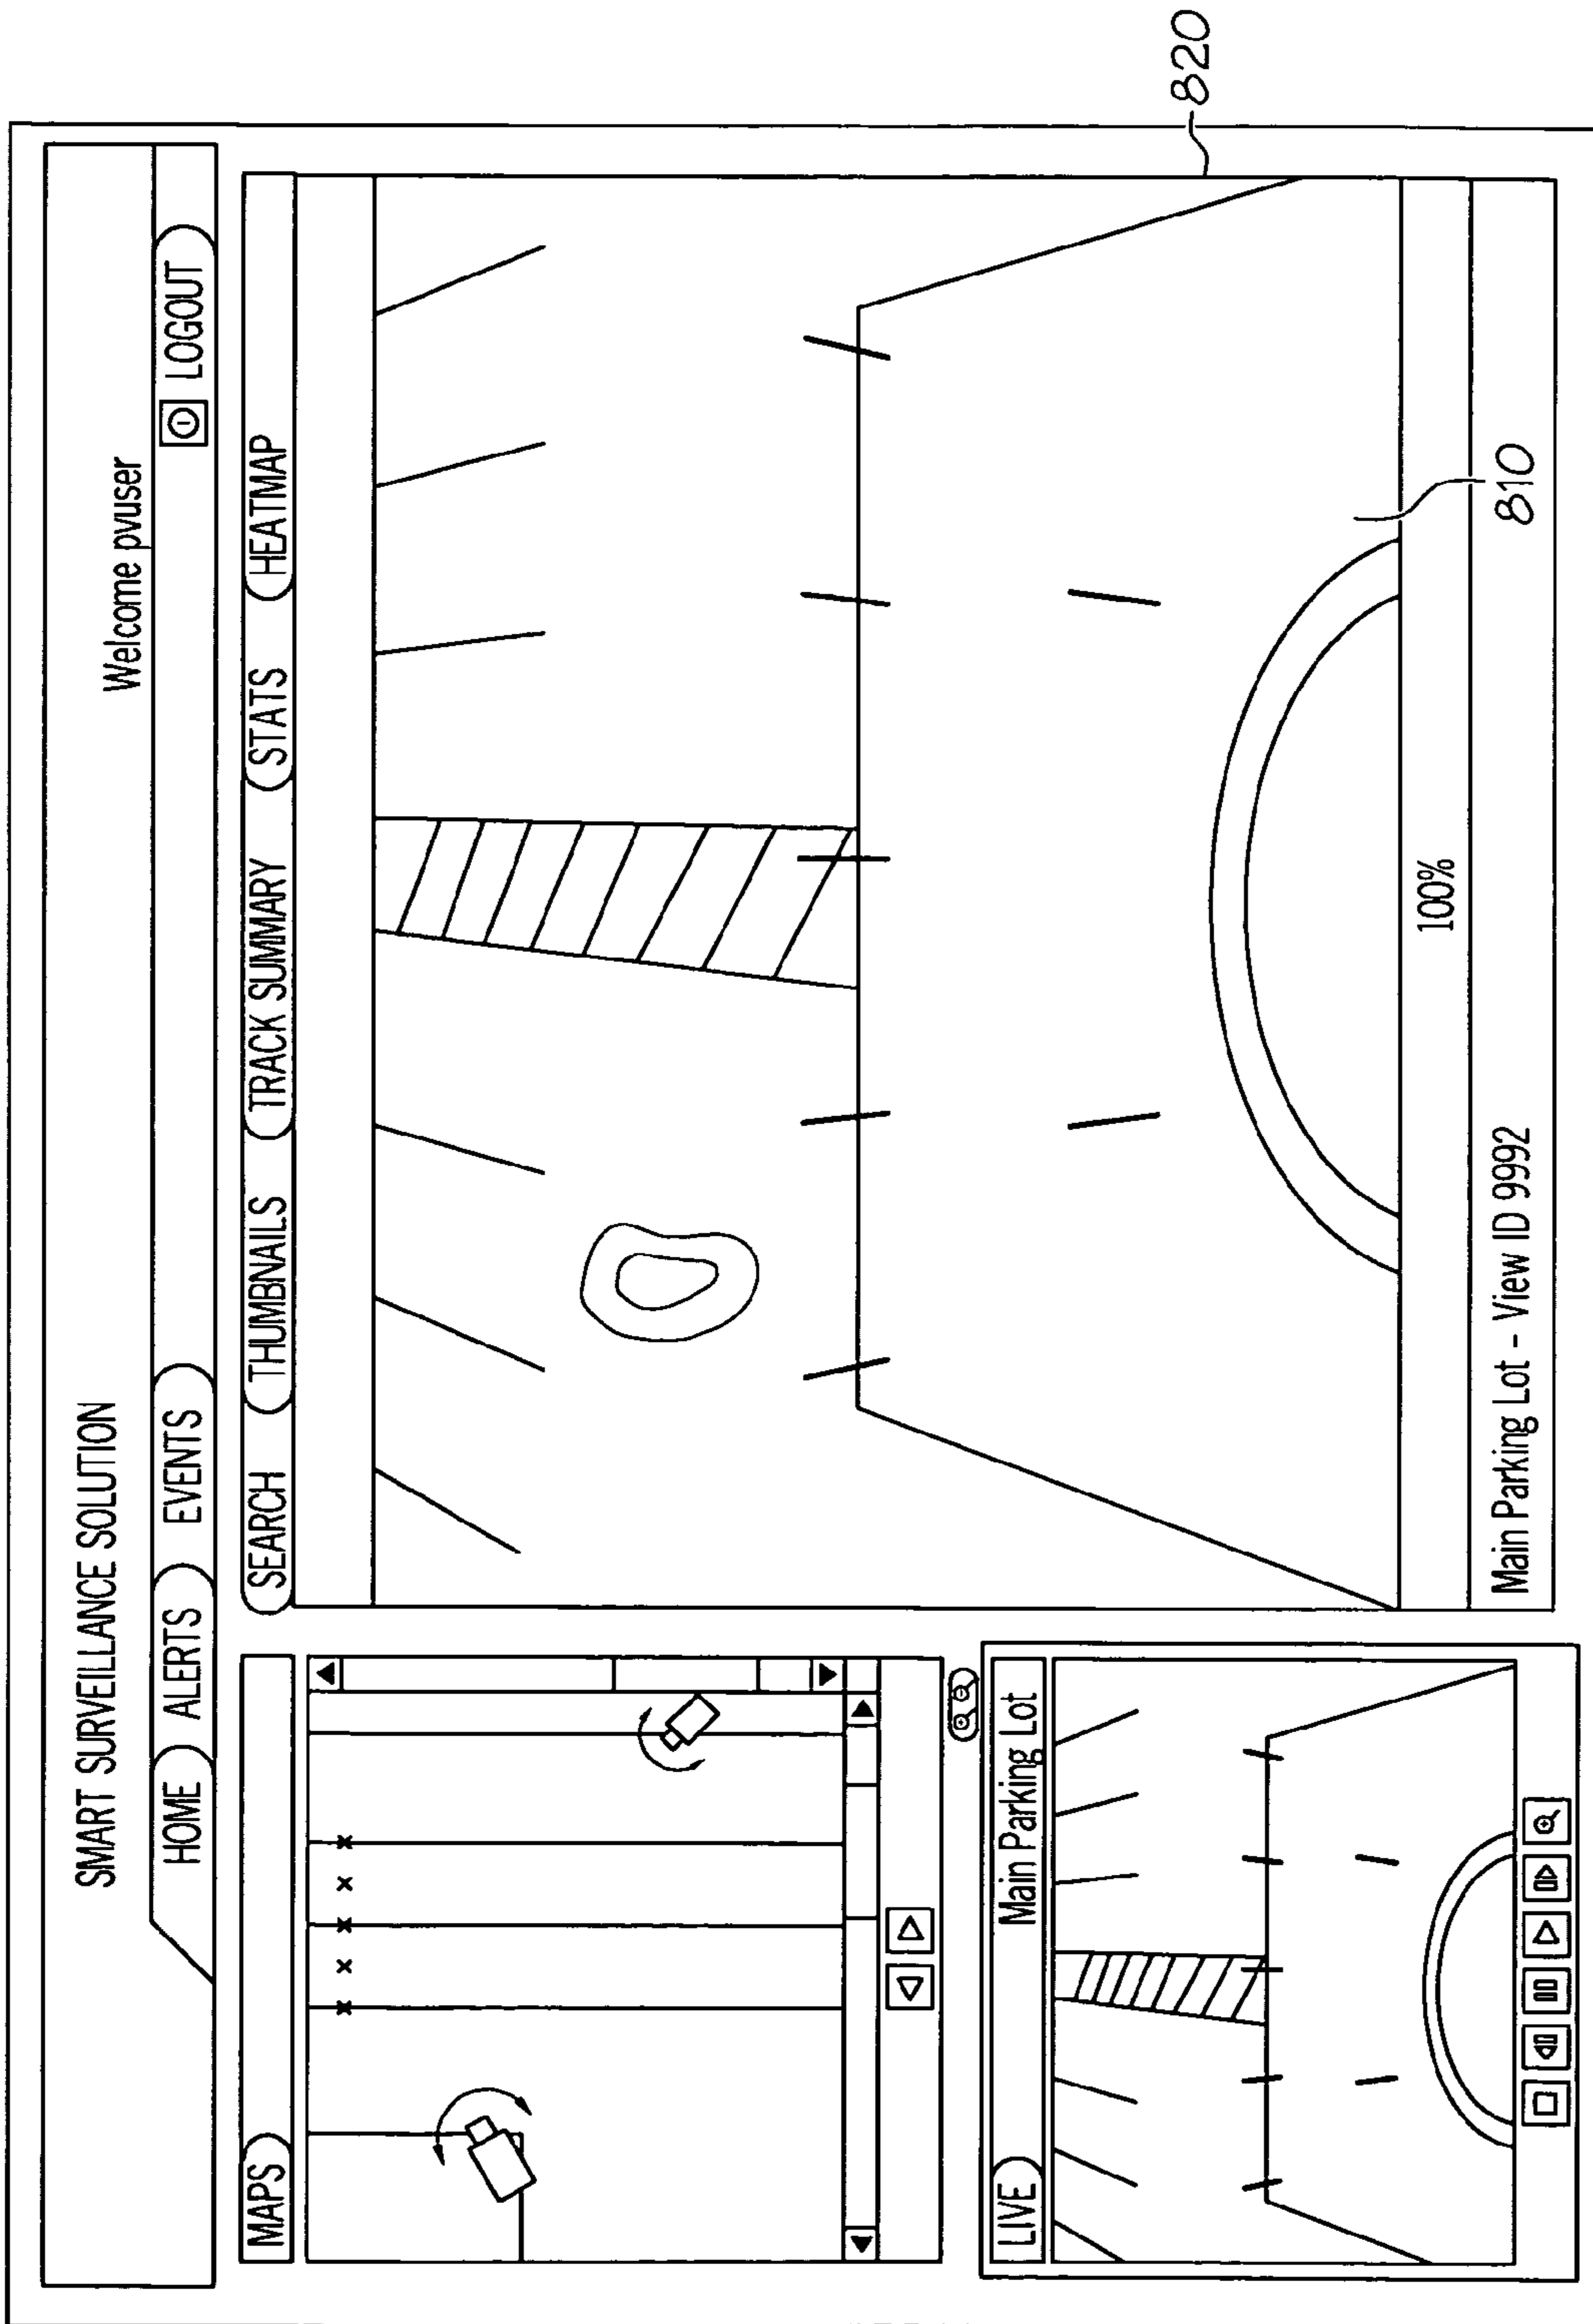 SMART SURVEILLANCE SOLUTION
Welcome pvuser
HOME ALERTS EVENTS LOGOUT
MAPS
SEARCH THUMBNAILS TRACK SUMMARY STATS HEATMAP
LIVE Main Parking Lot
100%
Main Parking Lot - View ID 9992
810
820